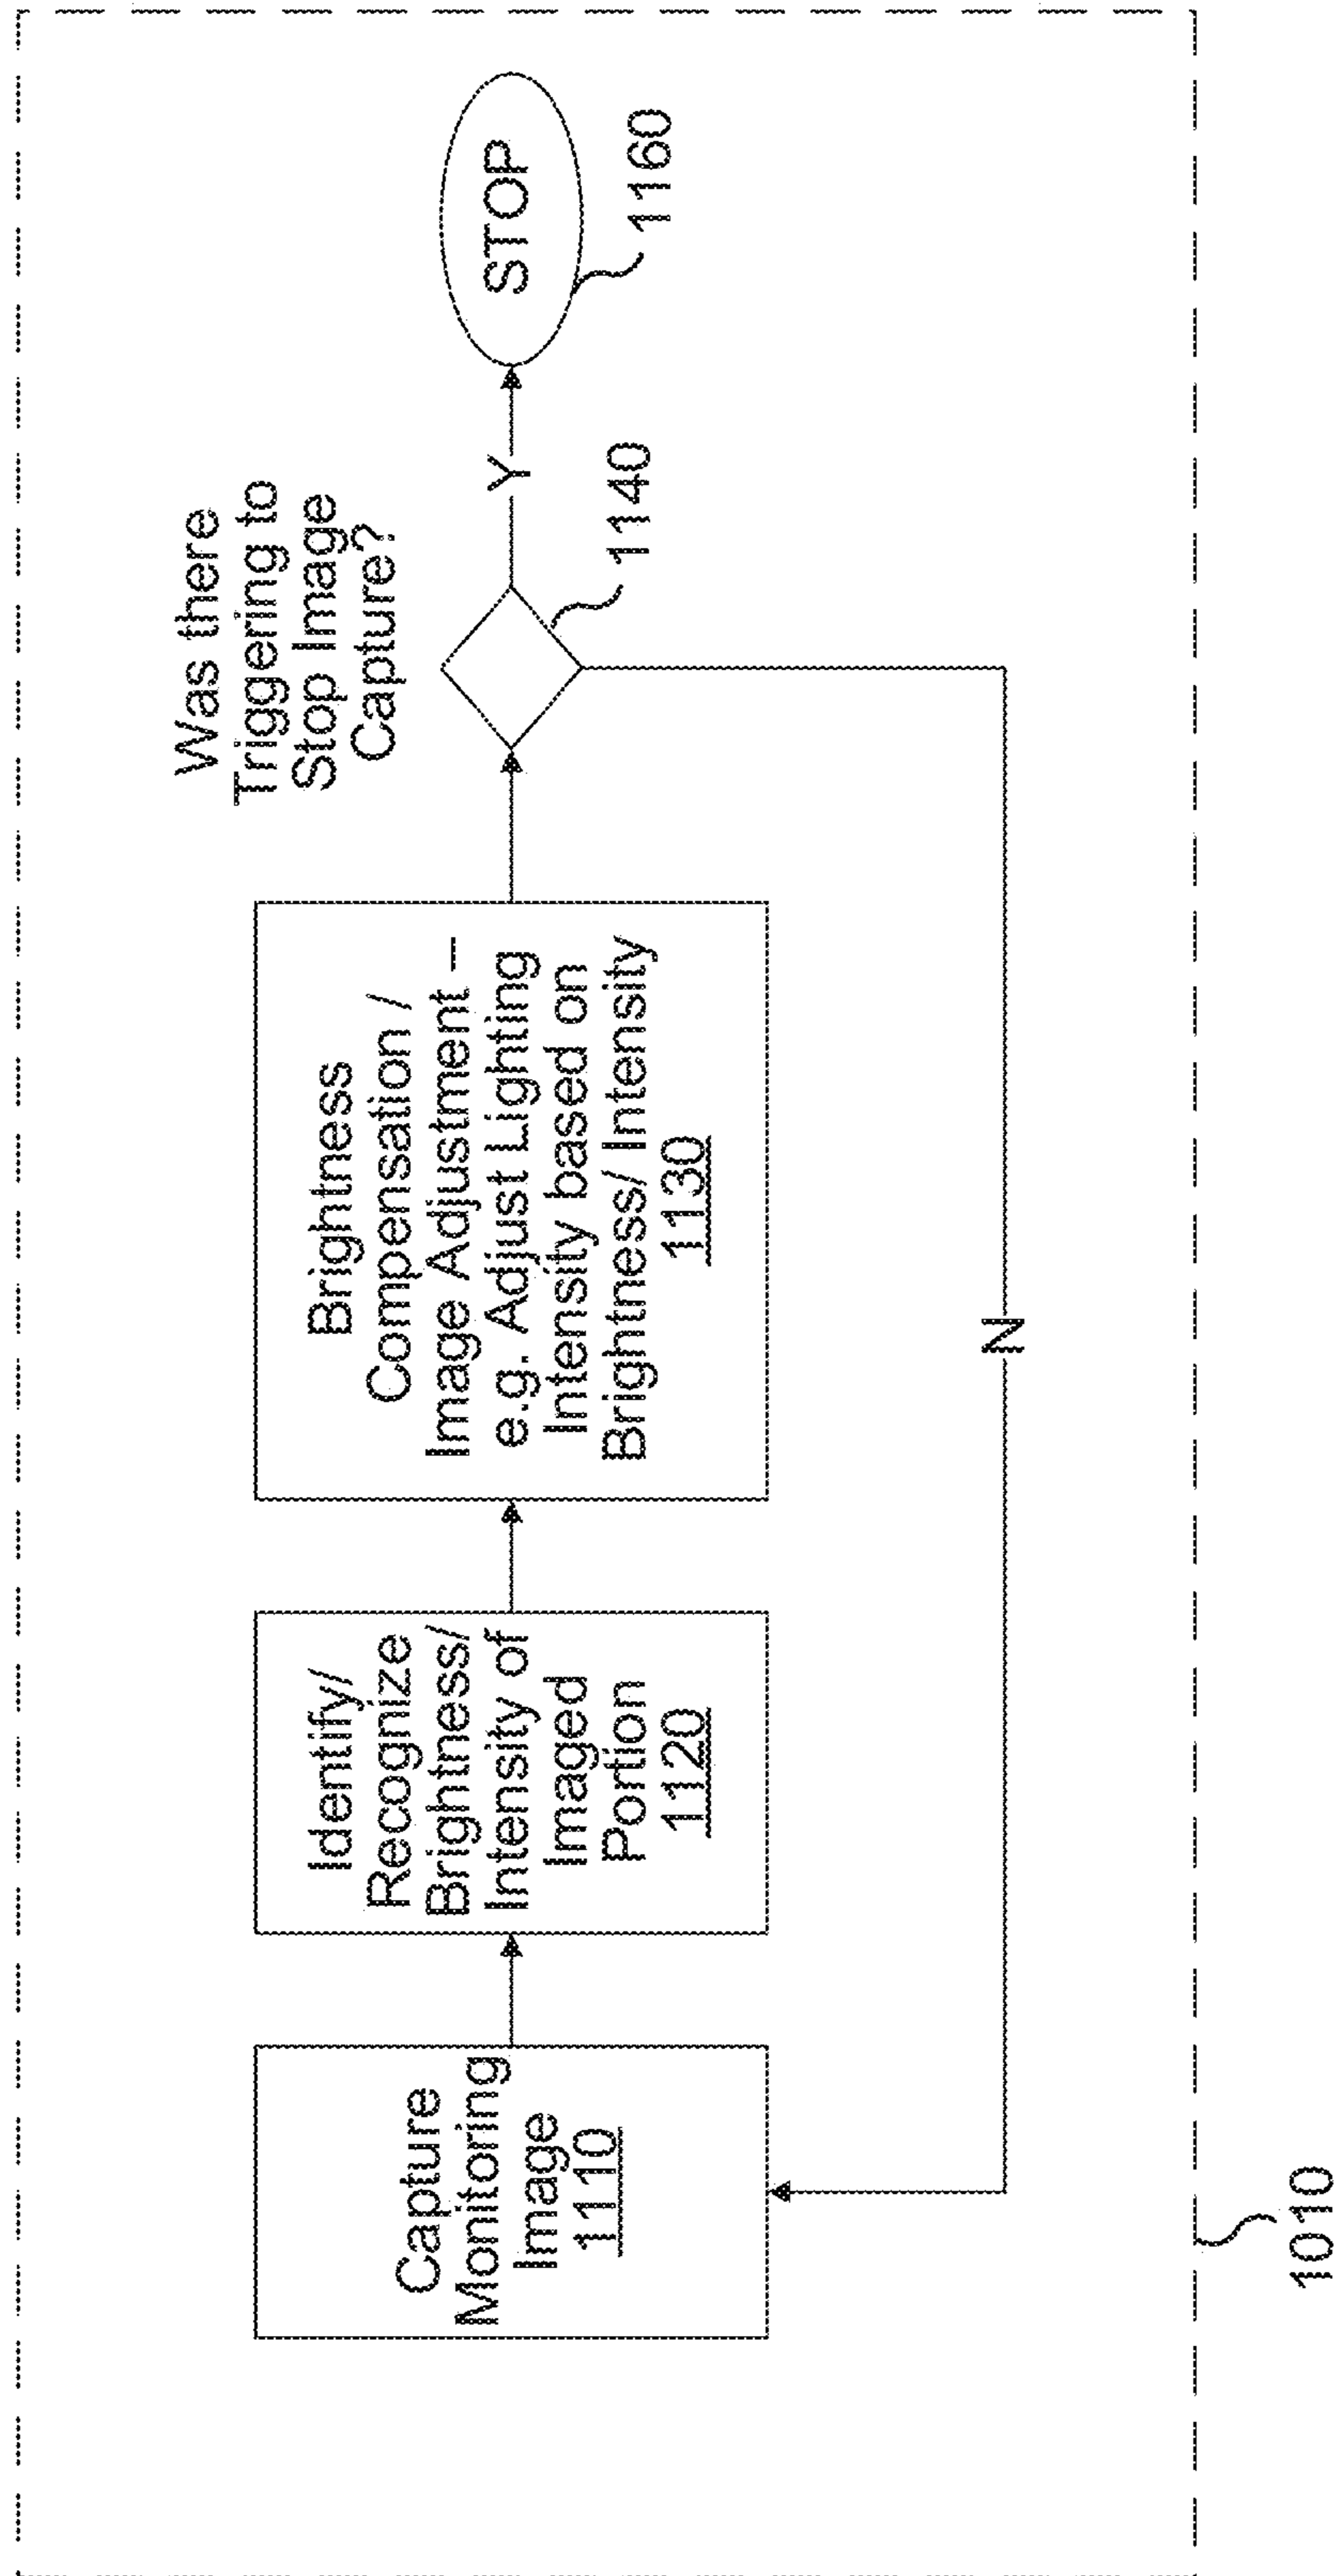 Capture
Monitoring
Image
1110
Identify/
Recognize
Brightness/
Intensity of
Imaged
Portion
1120
Brightness
Compensation /
Image Adjustment –
e.g. Adjust Lighting
Intensity based on
Brightness/ Intensity
1130
Was there
Triggering to
Stop Image
Capture?
1140
Y
STOP
1160
N
1010